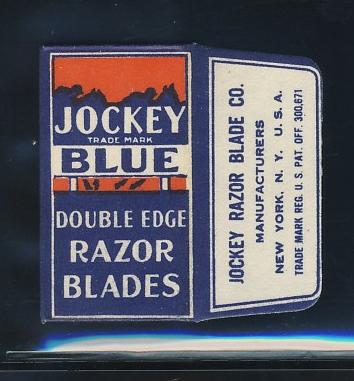 JOCKEY
TRADE MARK
BLUE
DOUBLE EDGE
RAZOR
BLADES
JOCKEY RAZOR BLADE CO.
MANUFACTURERS
NEW YORK, N. Y. U. S. A.
TRADE MARK REG. U. S. PAT. OFF. 300,671